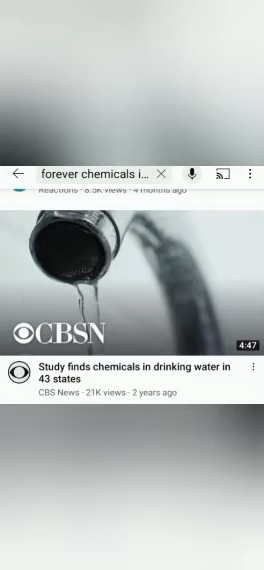 forever chemicals i...
Reactions · 8.5K views · 4 months ago
CBSN
4:47
Study finds chemicals in drinking water in
43 states
CBS News · 21K views · 2 years ago